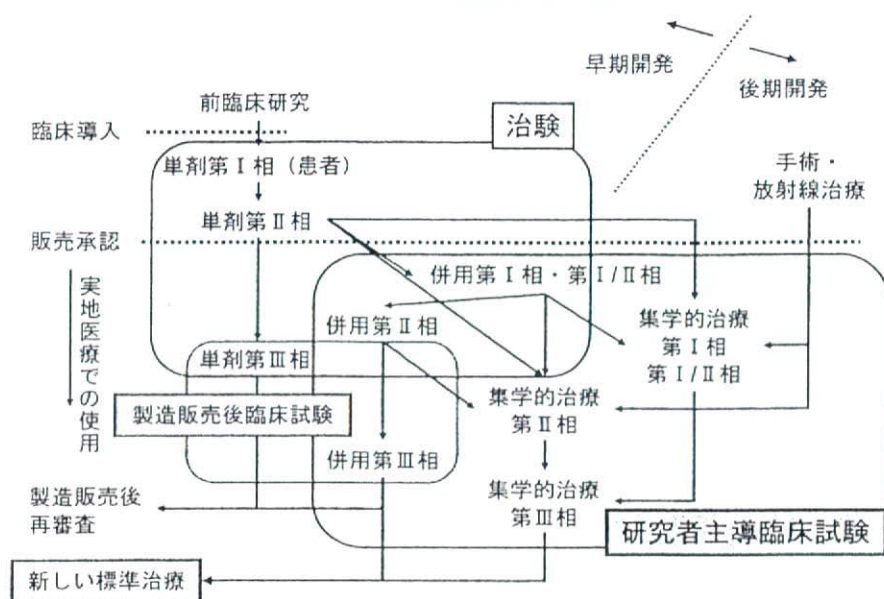 早期開発
後期開発
前臨床研究
臨床導入
治験
単剤第Ⅰ相（患者）
手術・
放射線治療
単剤第Ⅱ相
販売承認
併用第Ⅰ相・第Ⅰ/Ⅱ相
実地医療での使用
併用第Ⅱ相
集学的治療
第Ⅰ相
第Ⅰ/Ⅱ相
単剤第Ⅲ相
製造販売後臨床試験
集学的治療
第Ⅱ相
併用第Ⅲ相
製造販売後
再審査
集学的治療
第Ⅲ相
研究者主導臨床試験
新しい標準治療